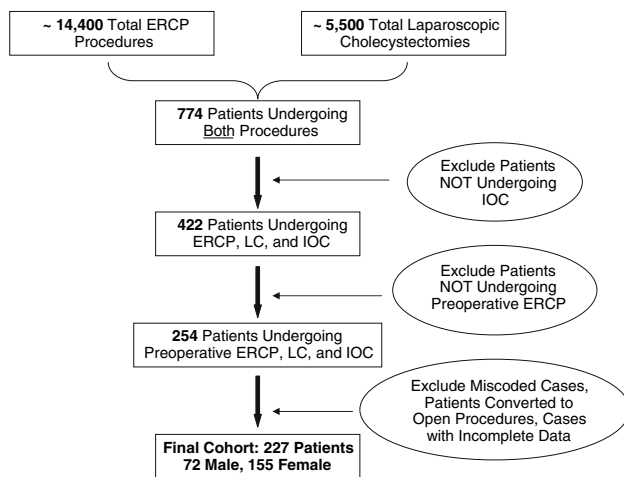 ~ 14,400 Total ERCP
Procedures
~ 5,500 Total Laparoscopic
Cholecystectomies
774 Patients Undergoing
Both Procedures
Exclude Patients
NOT Undergoing
IOC
422 Patients Undergoing
ERCP, LC, and IOC
Exclude Patients
NOT Undergoing
Preoperative ERCP
254 Patients Undergoing
Preoperative ERCP, LC, and IOC
Exclude Miscoded Cases,
Patients Converted to
Open Procedures, Cases
with Incomplete Data
Final Cohort: 227 Patients
72 Male, 155 Female